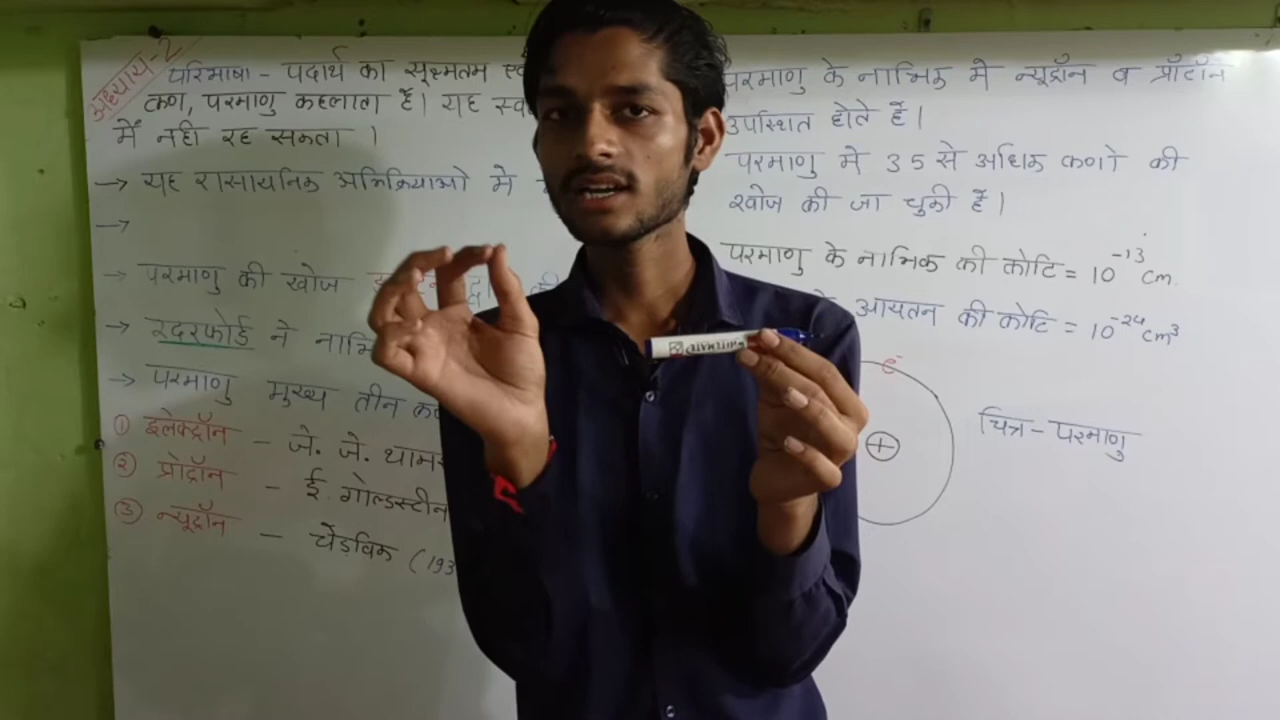 अध्याय-2
परिभाषा - पदार्थ का सूक्ष्मतम
कण, परमाणु कहलाता है। यह स्व
में नही रह सकता ।
→ यह रासायनिक अभिक्रियाओ मे
→
→ परमाणु की खोज
→ रदरफोर्ड ने नाभि
→ परमाणु मुख्य तीन क
① इलेक्ट्रॉन - जे. जे. थाम
② प्रोट्रॉन - ई. गोल्डस्टीन
③ न्यूट्रॉन - चेंडविक (193
परमाणु के नाभिक मे न्यूट्रॉन व प्रॉटॉन
उपस्थित होते हैं।
परमाणु मे 35 से अधिक कणो की
खोज की जा चुकी हैं।
परमाणु के नाभिक की कोटि = 10⁻¹³ cm.
आयतन की कोटि = 10⁻²⁴ cm³
e⁻
+
चित्र - परमाणु
WHITEMATE